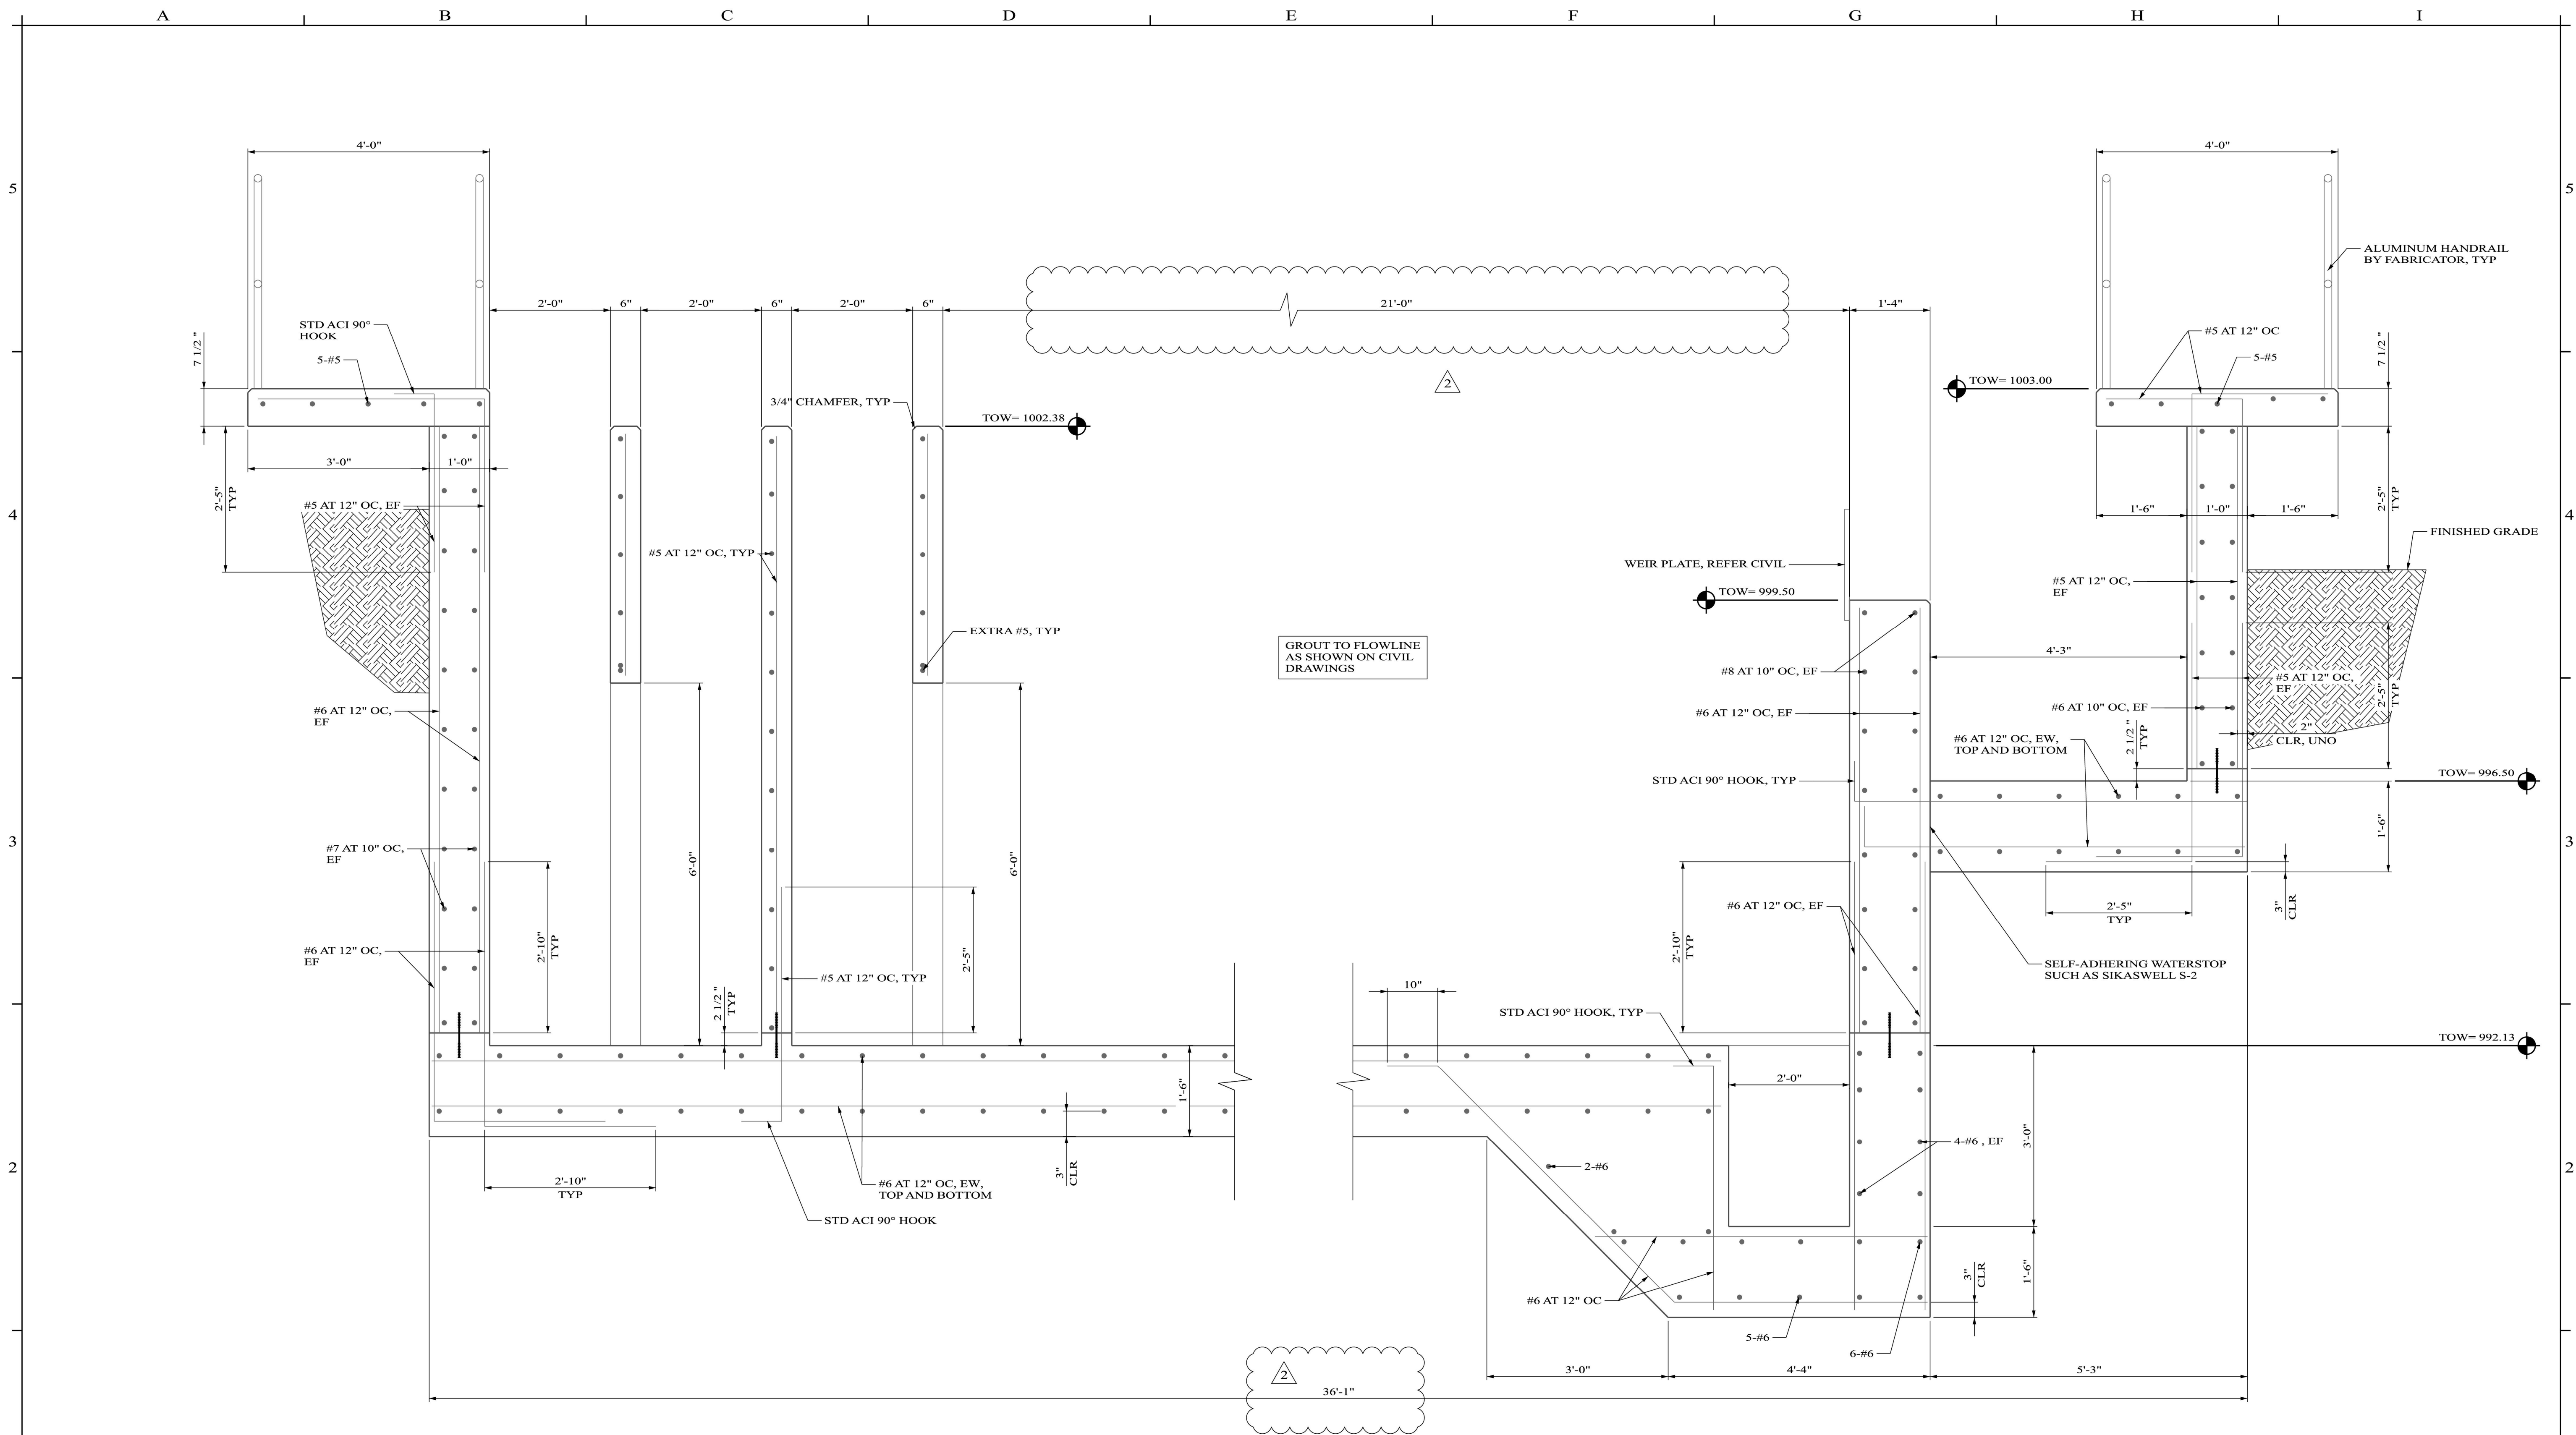 A B C D E F G H I
4'-0"
4'-0"
5
5
ALUMINUM HANDRAIL
BY FABRICATOR, TYP
2'-0" 6" 2'-0" 6" 2'-0" 6" 21'-0" 1'-4"
STD ACI 90°
HOOK
5-#5
7 1/2 "
#5 AT 12" OC
5-#5
7 1/2 "
2
TOW= 1003.00
3/4" CHAMFER, TYP
TOW= 1002.38
3'-0" 1'-0"
2'-5"
TYP
#5 AT 12" OC, EF
1'-6" 1'-0" 1'-6"
2'-5"
TYP
4
4
FINISHED GRADE
#5 AT 12" OC, TYP
WEIR PLATE, REFER CIVIL
#5 AT 12" OC,
EF
TOW= 999.50
EXTRA #5, TYP
GROUT TO FLOWLINE
AS SHOWN ON CIVIL
DRAWINGS
4'-3"
#8 AT 10" OC, EF
#5 AT 12" OC,
EF
2'-5"
TYP
#6 AT 12" OC,
EF
#6 AT 12" OC, EF
#6 AT 10" OC, EF
2"
CLR, UNO
#6 AT 12" OC, EW,
TOP AND BOTTOM
2 1/2 "
TYP
STD ACI 90° HOOK, TYP
TOW= 996.50
3
3
#7 AT 10" OC,
EF
6'-0"
6'-0"
1'-6"
#6 AT 12" OC, EF
2'-5"
TYP
3"
CLR
#6 AT 12" OC,
EF
2'-10"
TYP
2'-5"
2'-10"
TYP
SELF-ADHERING WATERSTOP
SUCH AS SIKASWELL S-2
#5 AT 12" OC, TYP
2 1/2 "
TYP
10"
STD ACI 90° HOOK, TYP
TOW= 992.13
1'-6"
2'-0"
3'-0"
4-#6 , EF
2
2
3"
CLR
2-#6
2'-10"
TYP
#6 AT 12" OC, EW,
TOP AND BOTTOM
STD ACI 90° HOOK
3"
CLR
1'-6"
#6 AT 12" OC
5-#6
6-#6
2
3'-0" 4'-4" 5'-3"
36'-1"